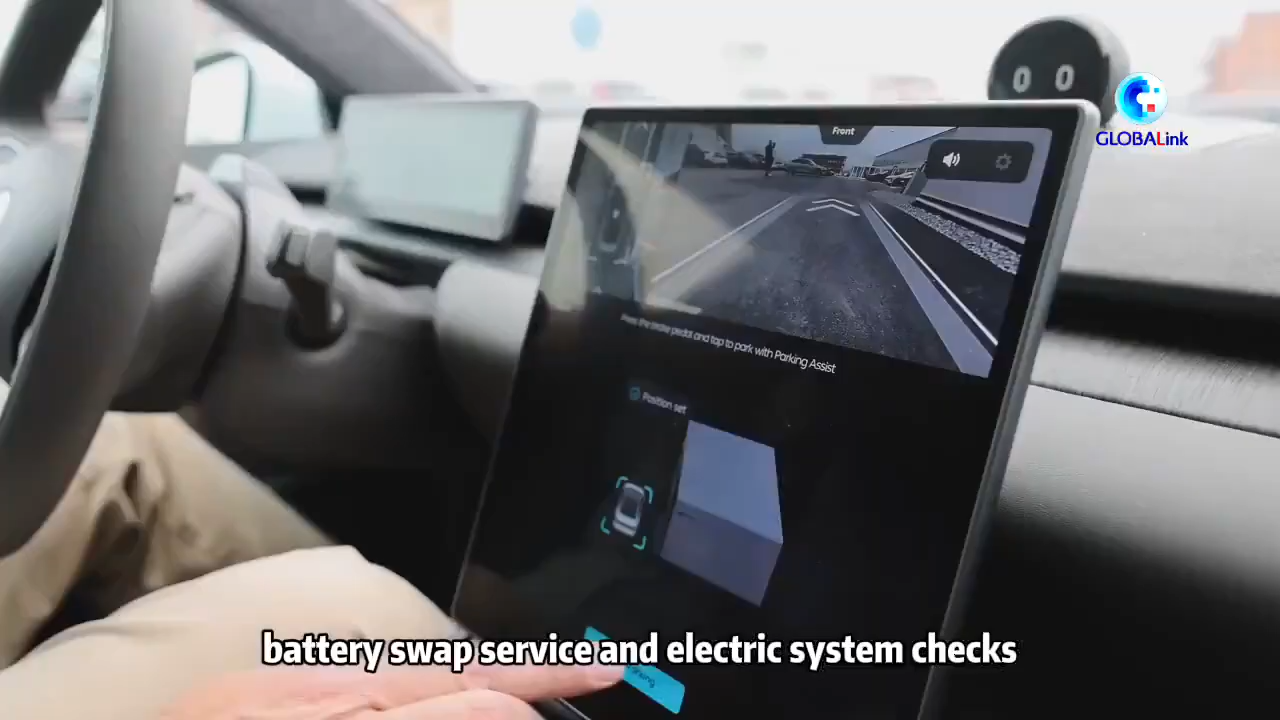 Front
GLOBALink
Press the brake pedal and tap to park with Parking Assist
Position set
battery swap service and electric system checks